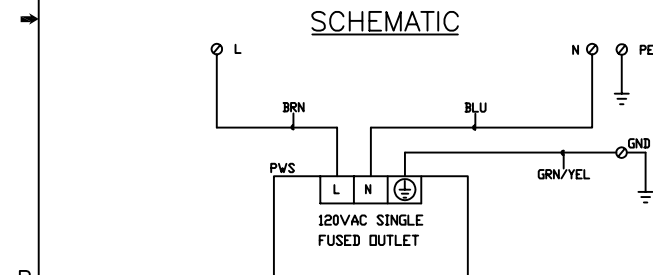 SCHEMATIC
L
N
PE
BRN
BLU
GND
PWS
GRN/YEL
L N
120VAC SINGLE
FUSED OUTLET